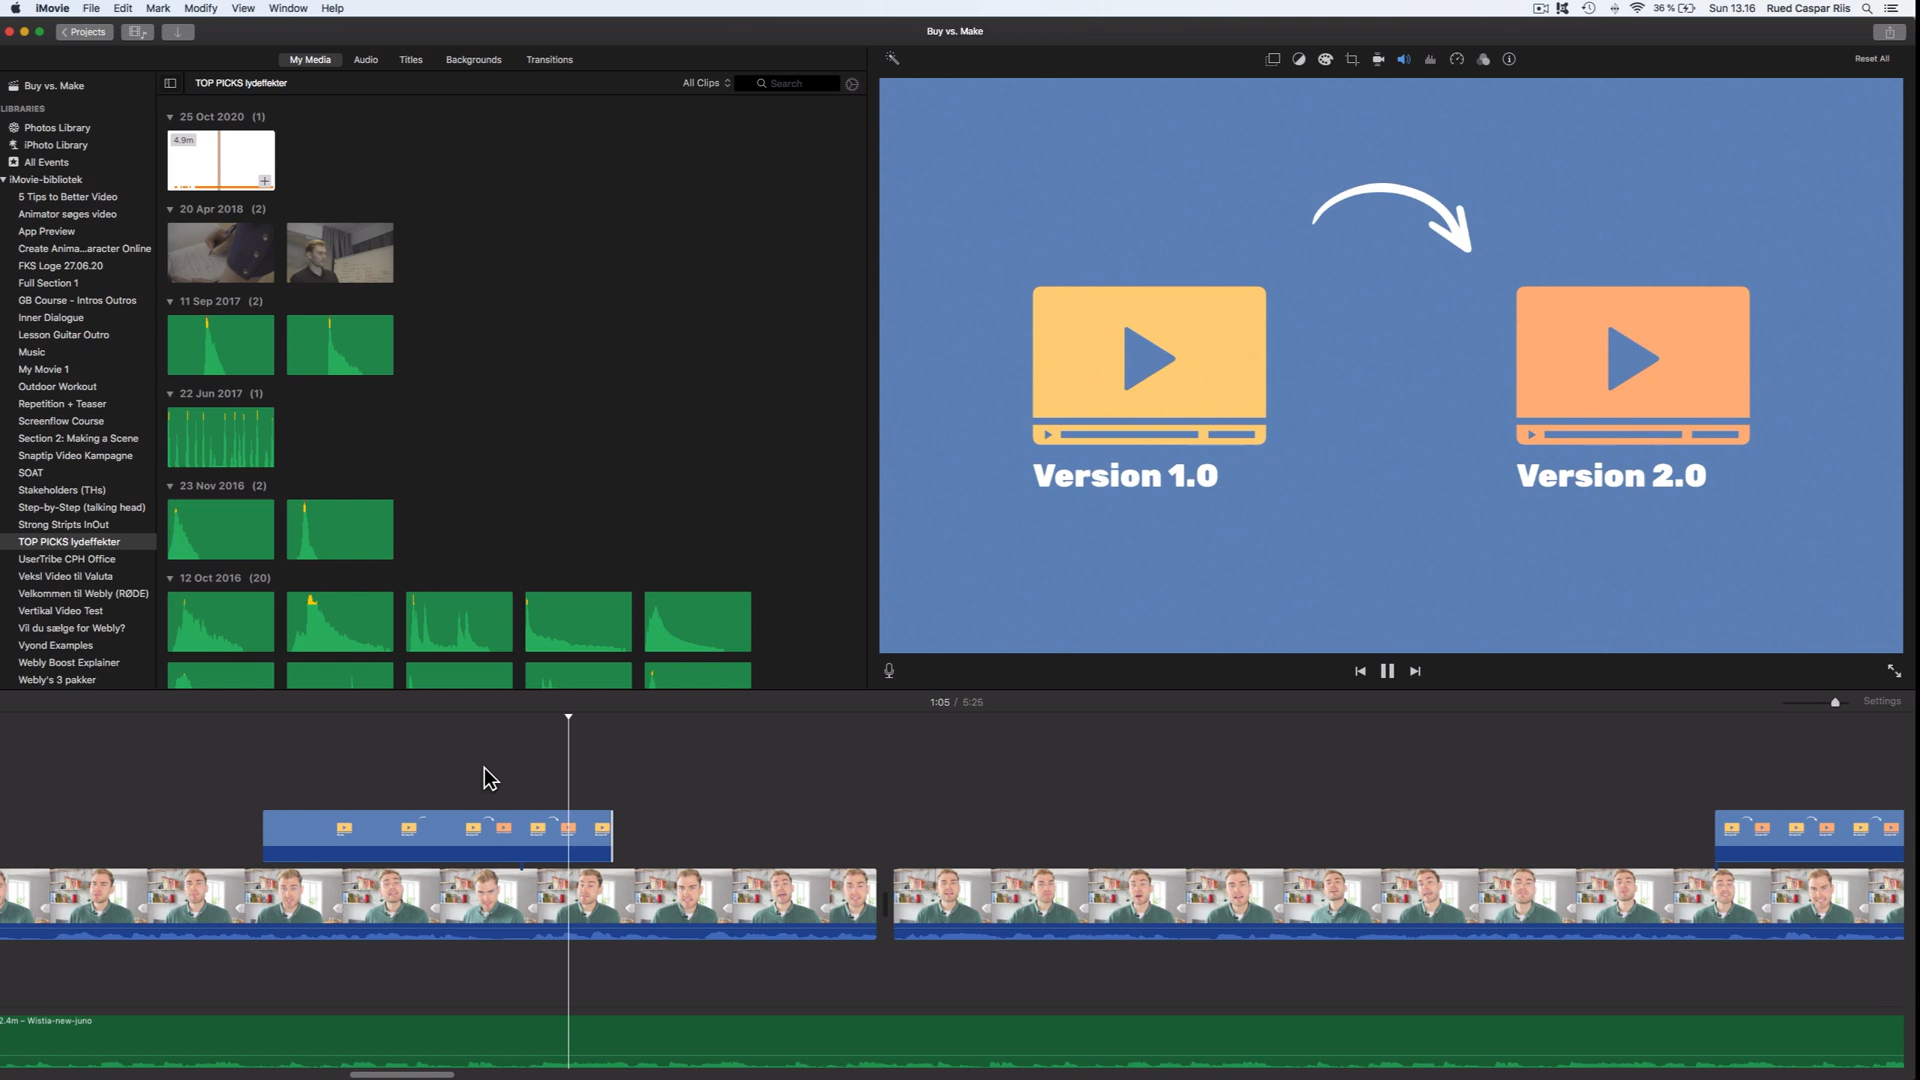 iMovie File Edit Mark Modify View Window Help
36 % Sun 13.16 Rued Caspar Riis
Projects
Buy vs. Make
My Media Audio Titles Backgrounds Transitions
Reset All
Buy vs. Make
LIBRARIES
Photos Library
iPhoto Library
All Events
iMovie-bibliotek
5 Tips to Better Video
Animator søges video
App Preview
Create Anima...aracter Online
FKS Loge 27.06.20
Full Section 1
GB Course - Intros Outros
Inner Dialogue
Lesson Guitar Outro
Music
My Movie 1
Outdoor Workout
Repetition + Teaser
Screenflow Course
Section 2: Making a Scene
Snaptip Video Kampagne
SOAT
Stakeholders (THs)
Step-by-Step (talking head)
Strong Stripts InOut
TOP PICKS lydeffekter
UserTribe CPH Office
Veksl Video til Valuta
Velkommen til Webly (RØDE)
Vertikal Video Test
Vil du sælge for Webly?
Vyond Examples
Webly Boost Explainer
Webly's 3 pakker
TOP PICKS lydeffekter
All Clips Search
25 Oct 2020 (1)
4.9m
20 Apr 2018 (2)
11 Sep 2017 (2)
22 Jun 2017 (1)
23 Nov 2016 (2)
12 Oct 2016 (20)
Version 1.0
Version 2.0
1:05 / 5:25
Settings
2.4m – Wistia-new-juno